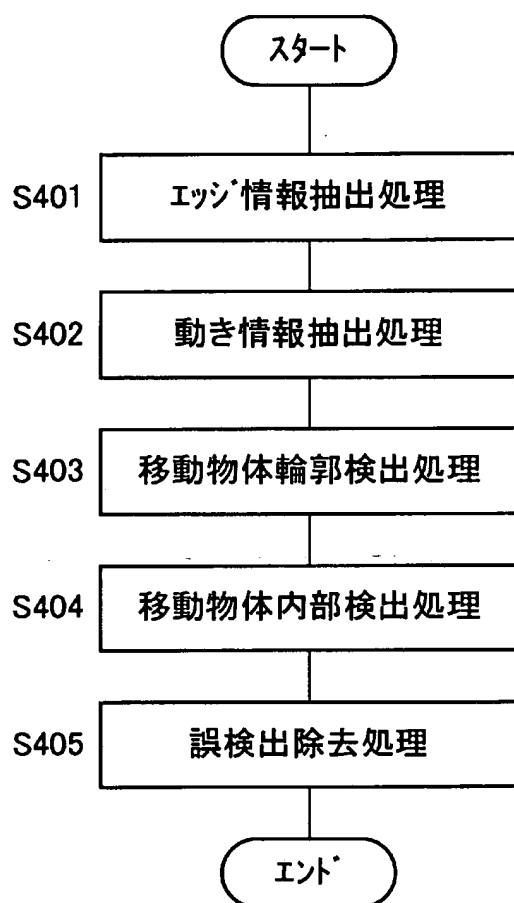 スタート
S401 エッジ情報抽出処理
S402 動き情報抽出処理
S403 移動物体輪郭検出処理
S404 移動物体内部検出処理
S405 誤検出除去処理
エンド